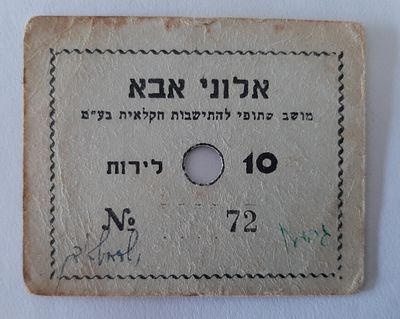 אלוני אבא
מושב שתופי להתישבות חקלאית בע"מ
10 לירות
№ 72